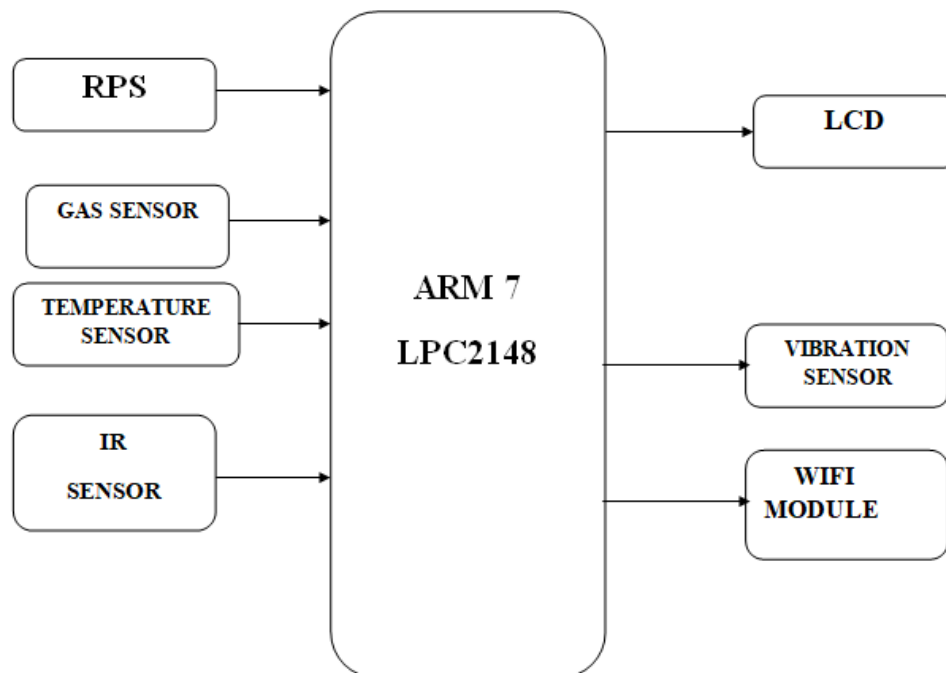 RPS
GAS SENSOR
TEMPERATURE
SENSOR
IR
SENSOR
ARM 7
LPC2148
LCD
VIBRATION
SENSOR
WIFI
MODULE